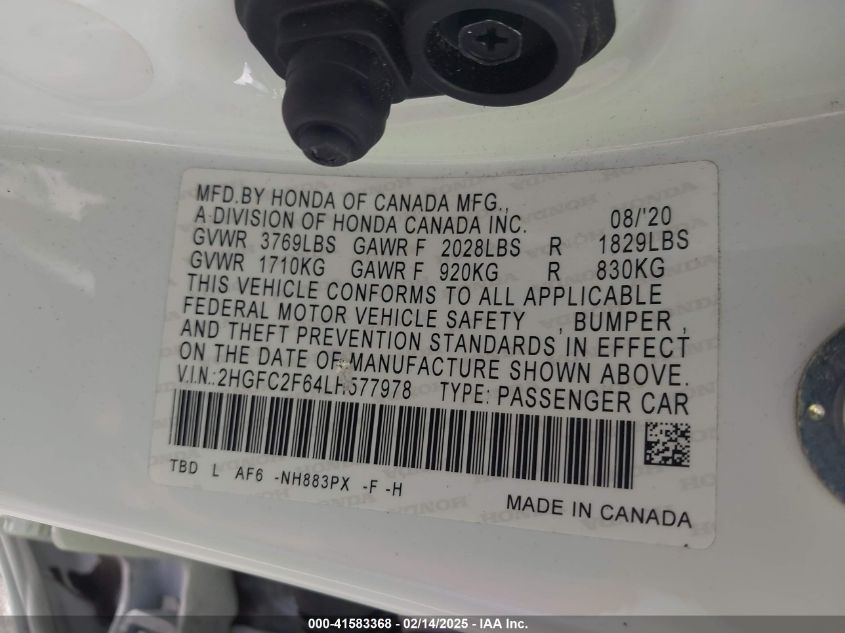 MFD.BY HONDA OF CANADA MFG.,
A DIVISION OF HONDA CANADA INC. 08/'20
GVWR 3769LBS GAWR F 2028LBS R 1829LBS
GVWR 1710KG GAWR F 920KG R 830KG
THIS VEHICLE CONFORMS TO ALL APPLICABLE
FEDERAL MOTOR VEHICLE SAFETY , BUMPER ,
AND THEFT PREVENTION STANDARDS IN EFFECT
ON THE DATE OF MANUFACTURE SHOWN ABOVE.
V.I.N.: TYPE: PASSENGER CAR
TBD L AF6 -NH883PX -F -H
MADE IN CANADA
000-41583368 - 02/14/2025 - IAA Inc.